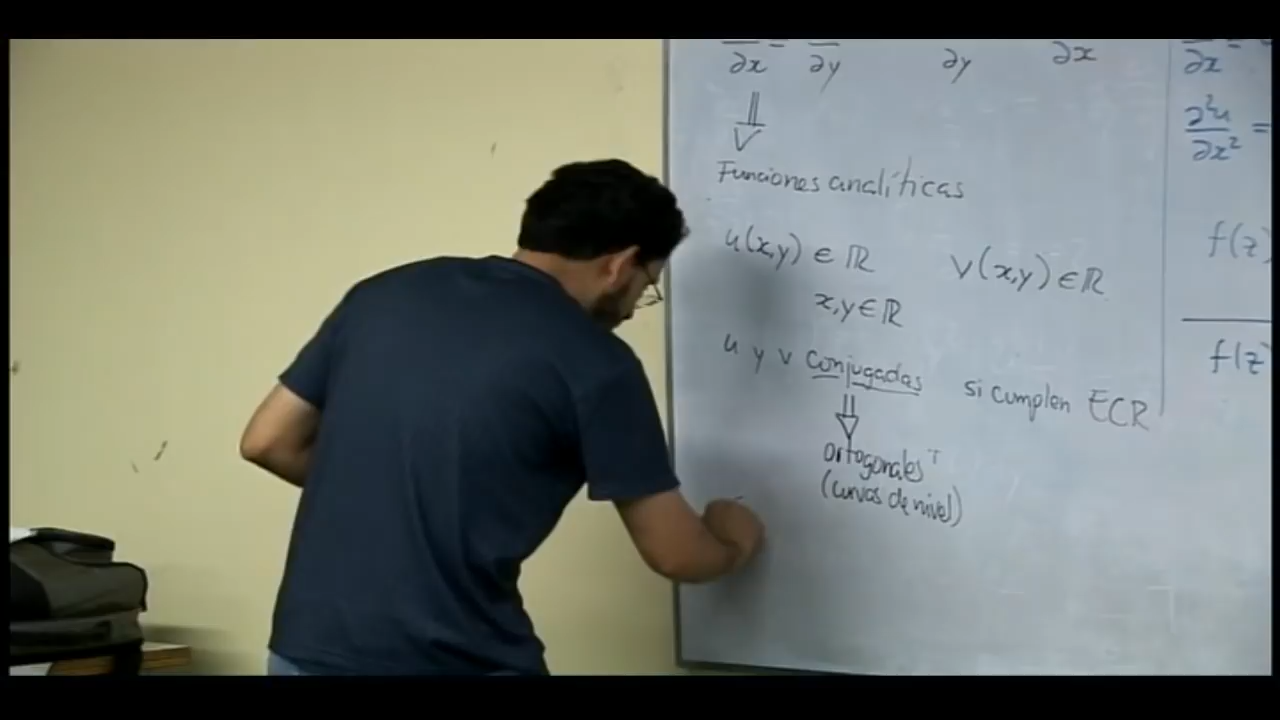 ∂x = ∂y ∂y ∂x
⇓
Funciones analíticas
u(x,y) ∈ ℝ v(x,y) ∈ ℝ
x,y ∈ ℝ
u y v conjugadas si cumplen ECR
⇓
ortogonales
(curvas de nivel)
∂x =
∂²u
∂x² =
f(z)
f(z)